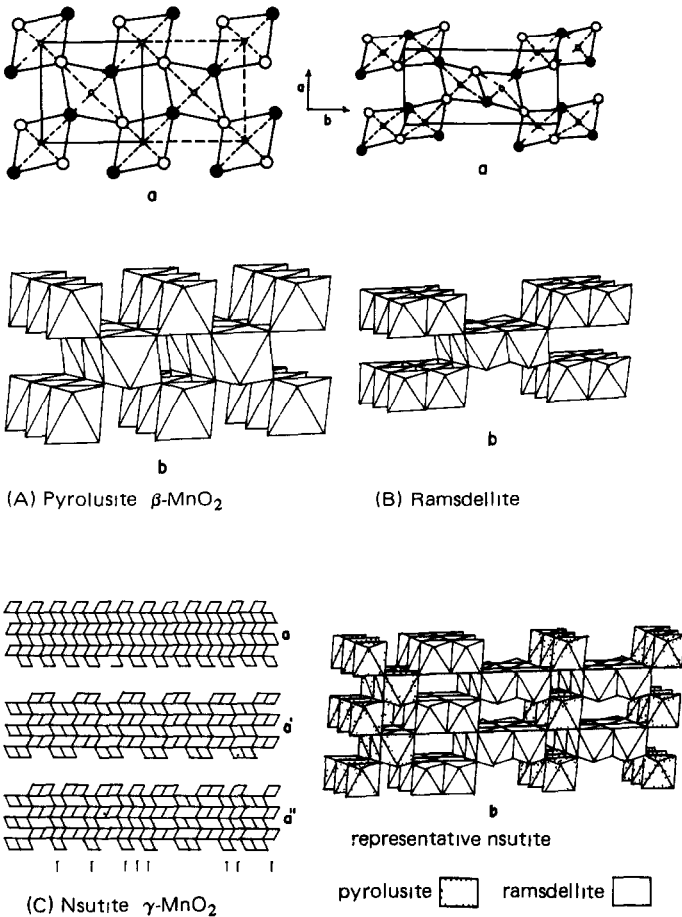 a
b
a
a
b
b
(A) Pyrolusite β-MnO2
(B) Ramsdellite
a
a'
a"
b
representative nsutite
pyrolusite
ramsdellite
(C) Nsutite γ-MnO2